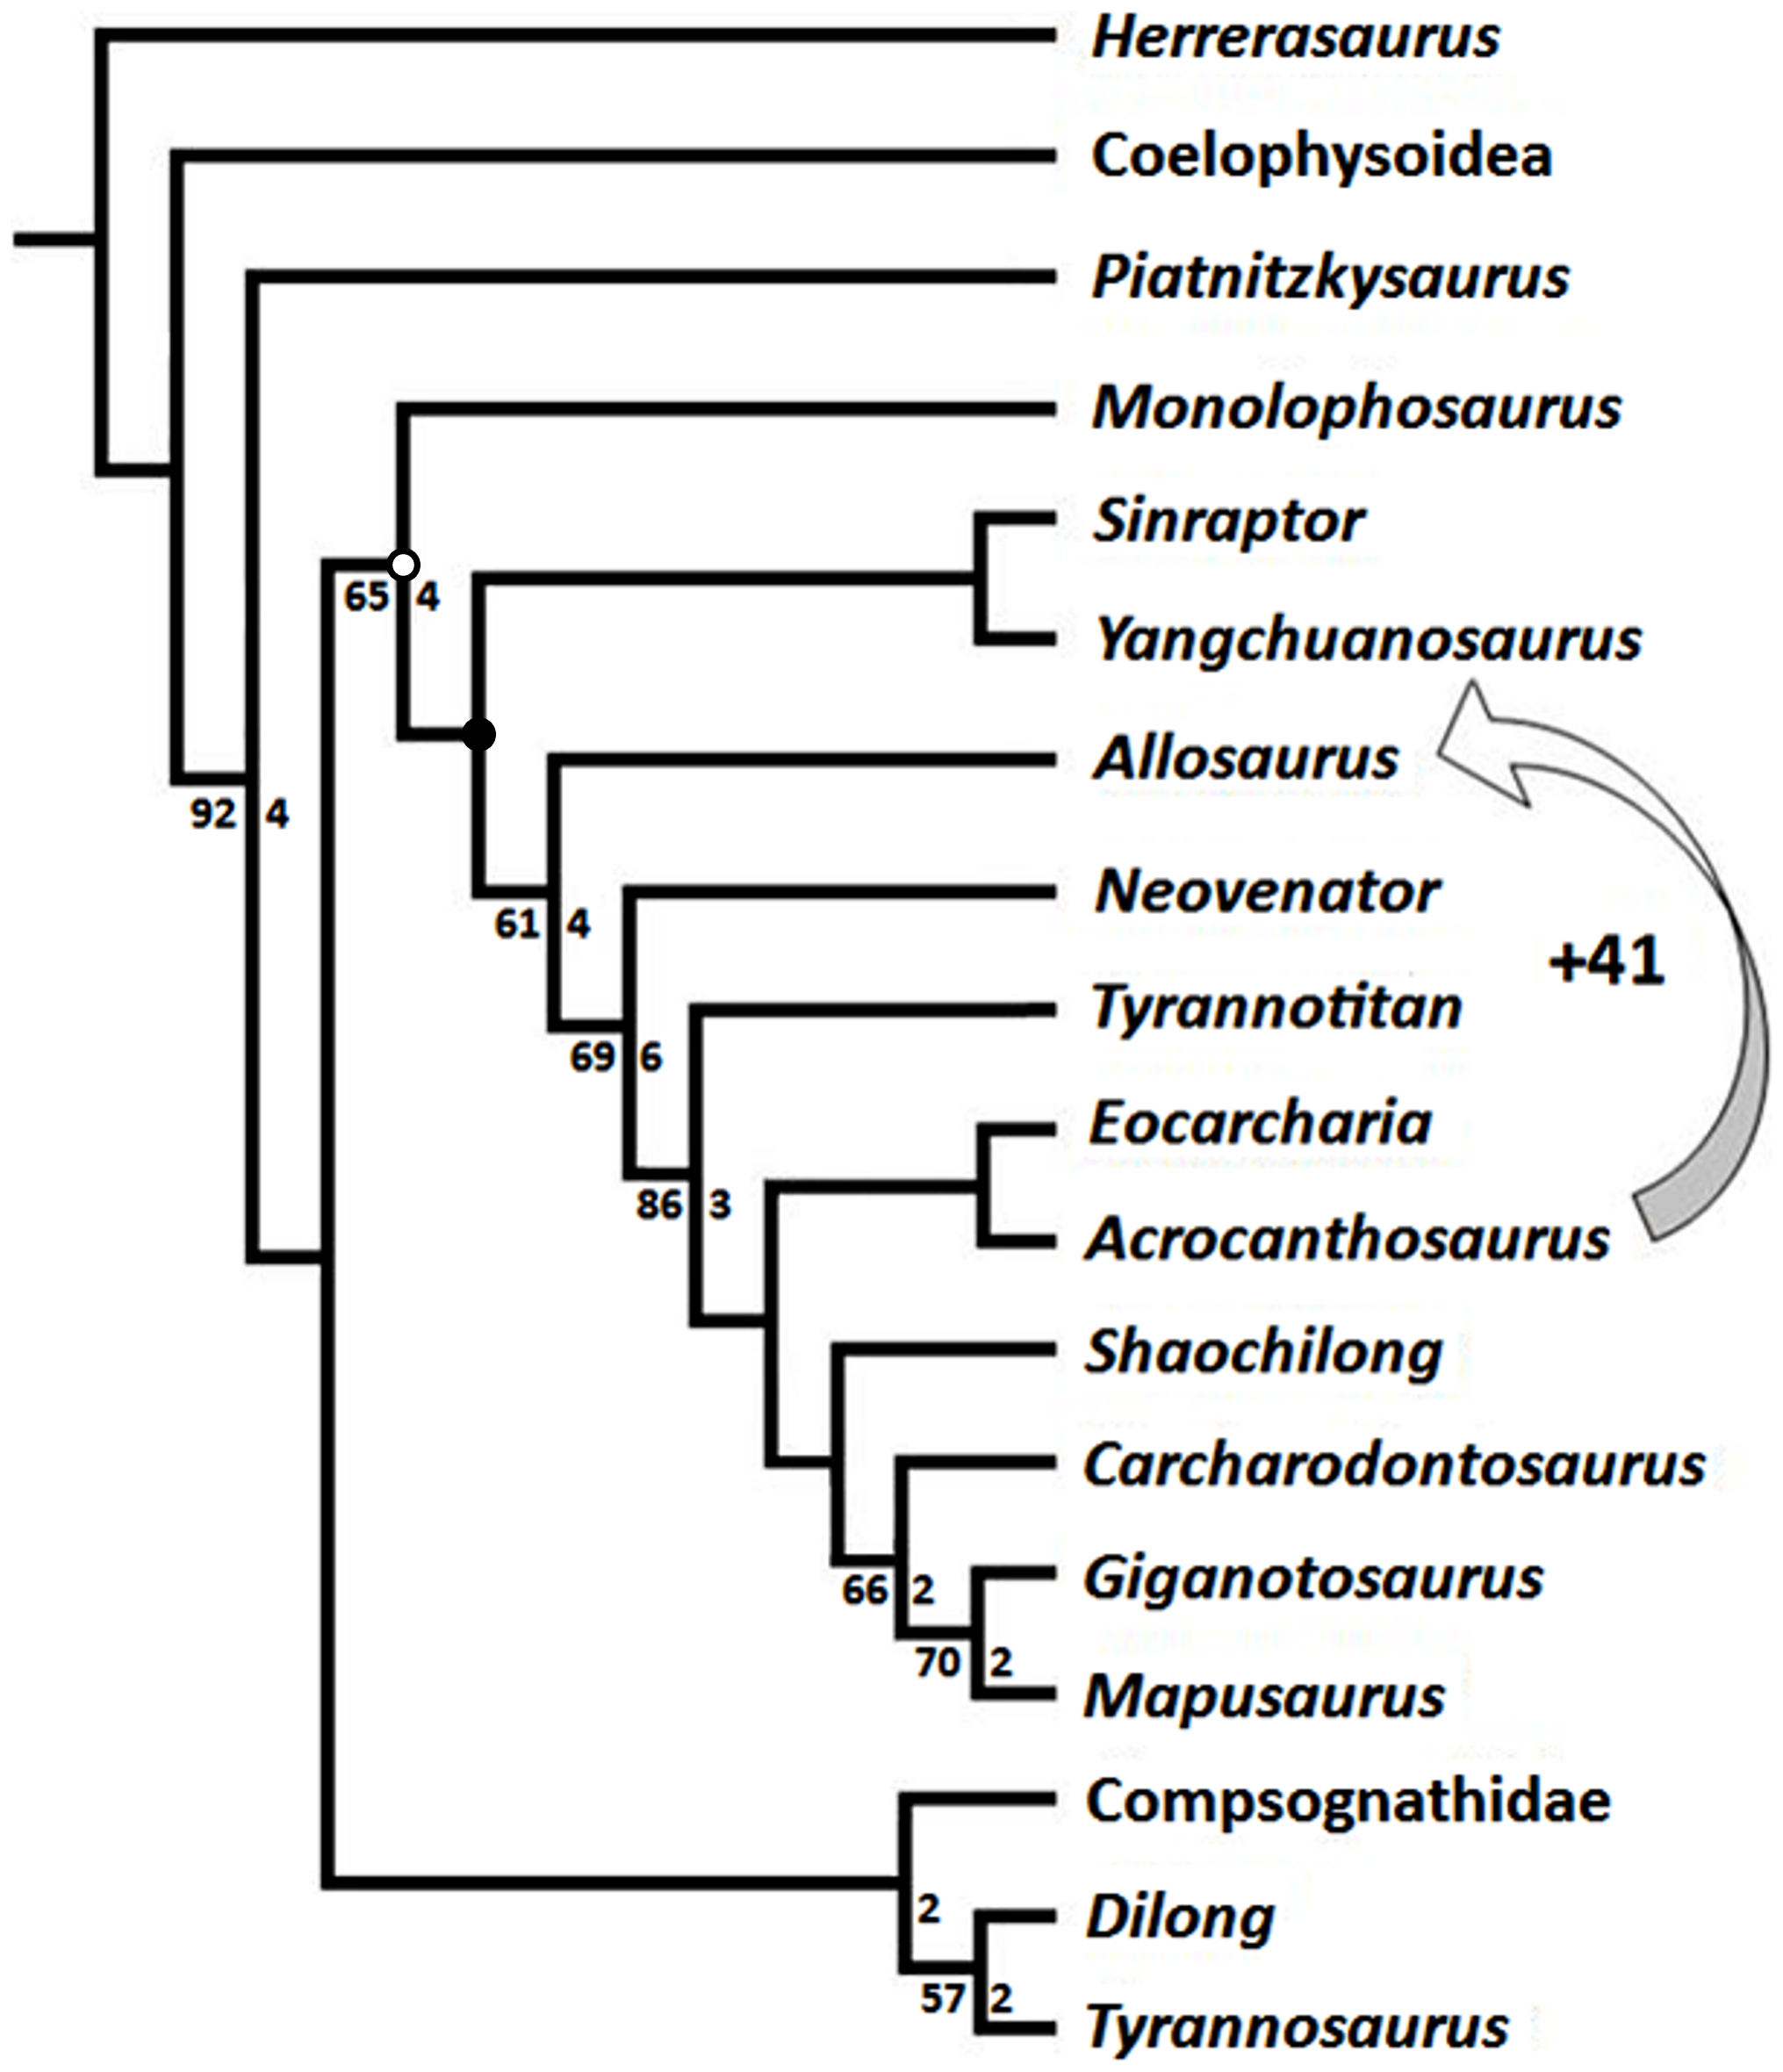 Herrerasaurus
Coelophysoidea
Piatnitzkysaurus
Monolophosaurus
Sinraptor
65 4
Yangchuanosaurus
Allosaurus
92 4
Neovenator
61 4
+41
Tyrannotitan
69 6
Eocarcharia
86 3
Acrocanthosaurus
Shaochilong
Carcharodontosaurus
Giganotosaurus
66 2
70 2
Mapusaurus
Compsognathidae
2
Dilong
57 2
Tyrannosaurus